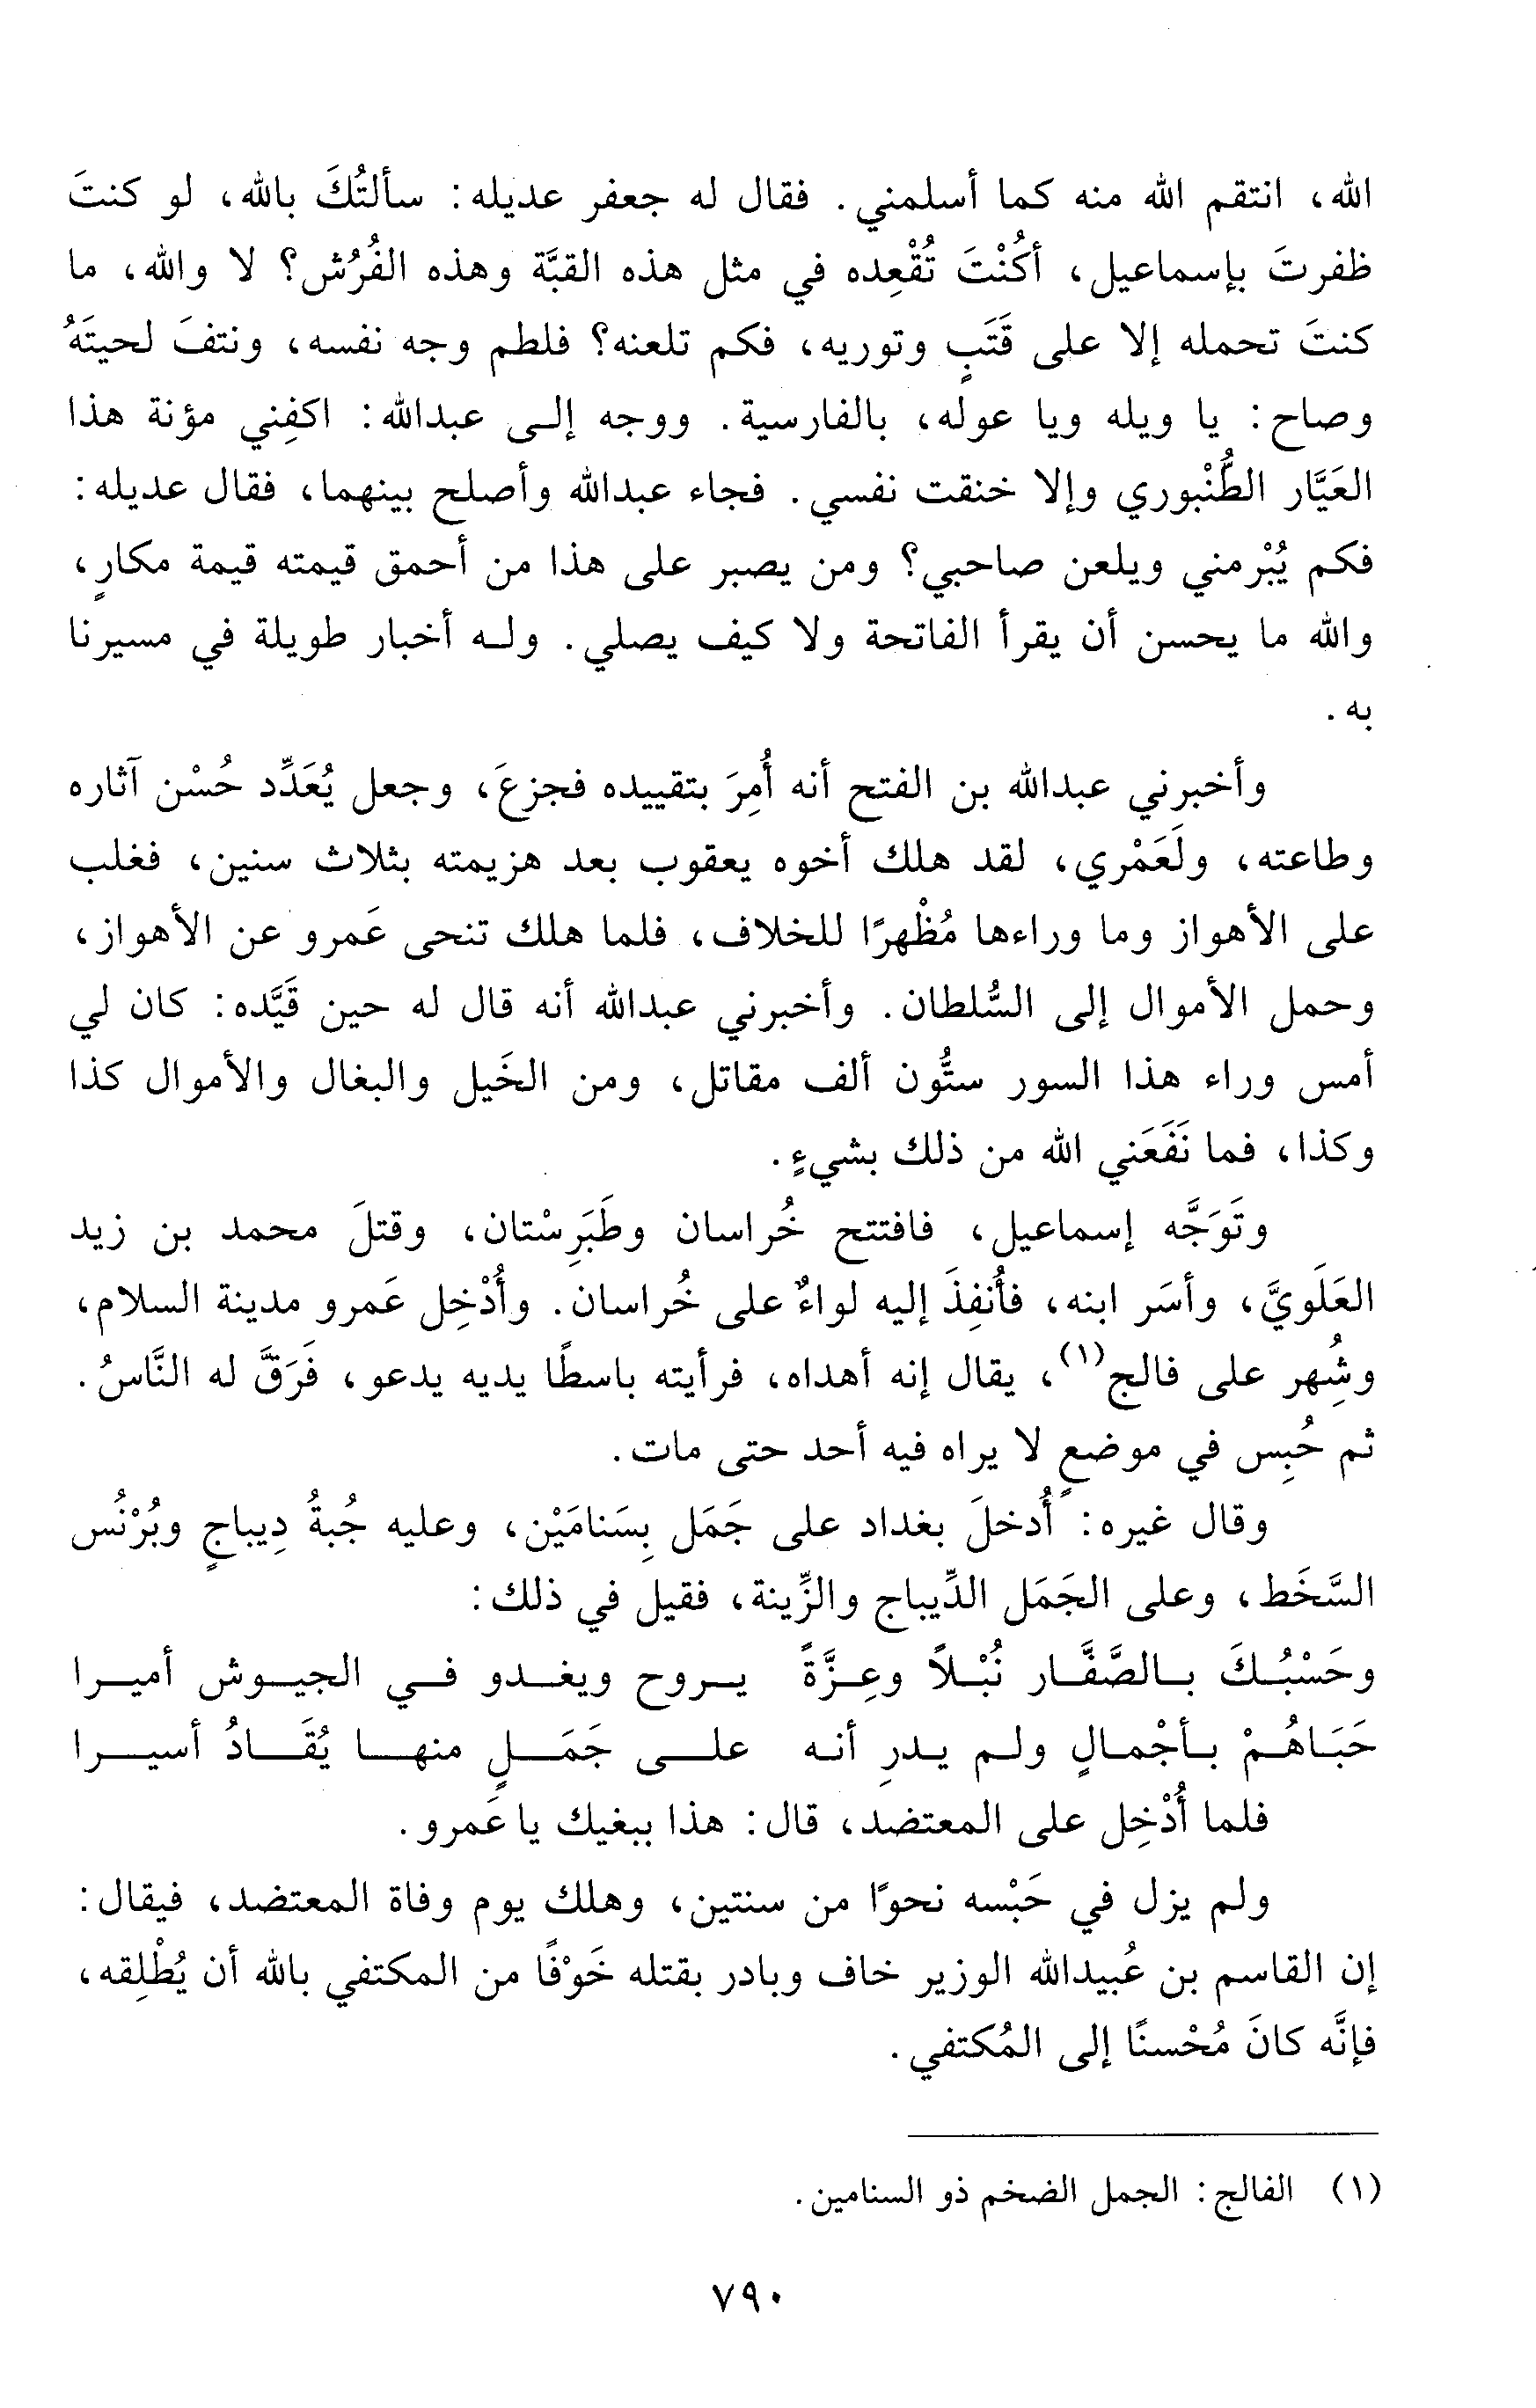 الله، انتقم الله منه كما أسلمني. فقال له جعفر عديله: سألتُكَ بالله، لو كنتَ
ظفرتَ بإسماعيل، أكُنْتَ تُقْعِده في مثل هذه القبَّة وهذه الفُرُش؟ لا والله، ما
كنتَ تحمله إلا على قَتَبٍ وتوريه، فكم تلعنه؟ فلطم وجه نفسه، ونتفَ لحيتَهُ
وصاح: يا ويله ويا عوله، بالفارسية. ووجه إلى عبدالله: اكفِني مؤنة هذا
العَيَّار الطُّنْبوري وإلا خنقت نفسي. فجاء عبدالله وأصلح بينهما، فقال عديله:
فكم يُبْرمني ويلعن صاحبي؟ ومن يصبر على هذا من أحمق قيمته قيمة مكارٍ،
والله ما يحسن أن يقرأ الفاتحة ولا كيف يصلي. وله أخبار طويلة في مسيرنا
به.
وأخبرني عبدالله بن الفتح أنه أُمِرَ بتقييده فجزعَ، وجعل يُعَدِّد حُسْن آثاره
وطاعته، ولَعَمْري، لقد هلك أخوه يعقوب بعد هزيمته بثلاث سنين، فغلب
على الأهواز وما وراءها مُظْهرًا للخلاف، فلما هلك تنحى عَمرو عن الأهواز،
وحمل الأموال إلى السُّلطان. وأخبرني عبدالله أنه قال له حين قَيَّده: كان لي
أمس وراء هذا السور ستُّون ألف مقاتل، ومن الخَيل والبغال والأموال كذا
وكذا، فما نَفَعَني الله من ذلك بشيءٍ.
وتَوَجَّه إسماعيل، فافتتح خُراسان وطَبَرِسْتان، وقتلَ محمد بن زيد
العَلَويَّ، وأسَر ابنه، فأُنفِذَ إليه لواءٌ على خُراسان. وأُدْخِل عَمرو مدينة السلام،
وشُهِر على فالج(١)، يقال إنه أهداه، فرأيته باسطًا يديه يدعو، فَرَقَّ له النَّاسُ.
ثم حُبِس في موضعٍ لا يراه فيه أحد حتى مات.
وقال غيره: أُدخلَ بغداد على جَمَل بِسَنامَيْن، وعليه جُبةُ دِيباجٍ وبُرْنُس
السَّخَط، وعلى الجَمَل الدِّيباج والزِّينة، فقيل في ذلك:
وحَسْبُكَ بالصَّفَّار نُبْلاً وعِزَّةً يروح ويغدو في الجيوش أميرا
حَبَاهُمْ بأجْمالٍ ولم يدرِ أنه على جَمَلٍ منها يُقَادُ أسيرا
فلما أُدْخِل على المعتضد، قال: هذا ببغيك يا عَمرو.
ولم يزل في حَبْسه نحوًا من سنتين، وهلك يوم وفاة المعتضد، فيقال:
إن القاسم بن عُبيدالله الوزير خاف وبادر بقتله خَوْفًا من المكتفي بالله أن يُطْلِقه،
فإنَّه كانَ مُحْسنًا إلى المُكتفي.
(١) الفالج: الجمل الضخم ذو السنامين.
٧٩٠